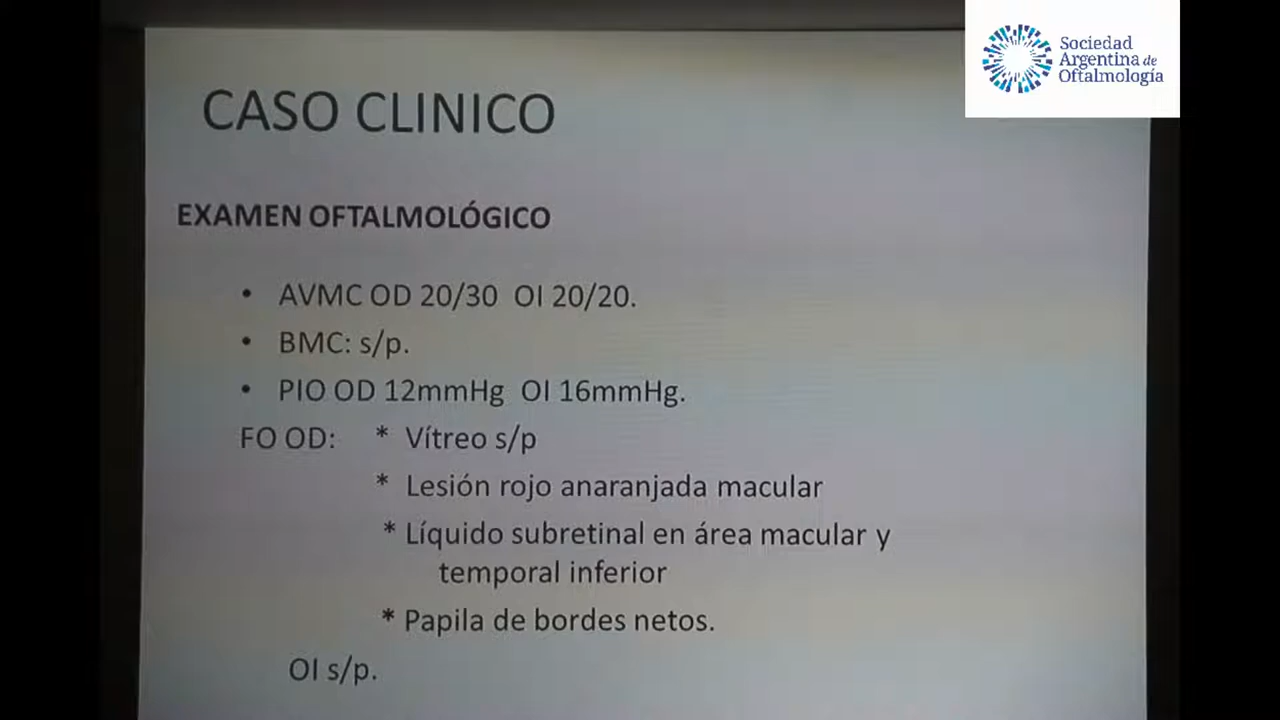 Sociedad
Argentina de
Oftalmología
CASO CLINICO
EXAMEN OFTALMOLÓGICO
• AVMC OD 20/30 OI 20/20.
• BMC: s/p.
• PIO OD 12mmHg OI 16mmHg.
FO OD: * Vítreo s/p
* Lesión rojo anaranjada macular
* Líquido subretinal en área macular y
temporal inferior
* Papila de bordes netos.
OI s/p.